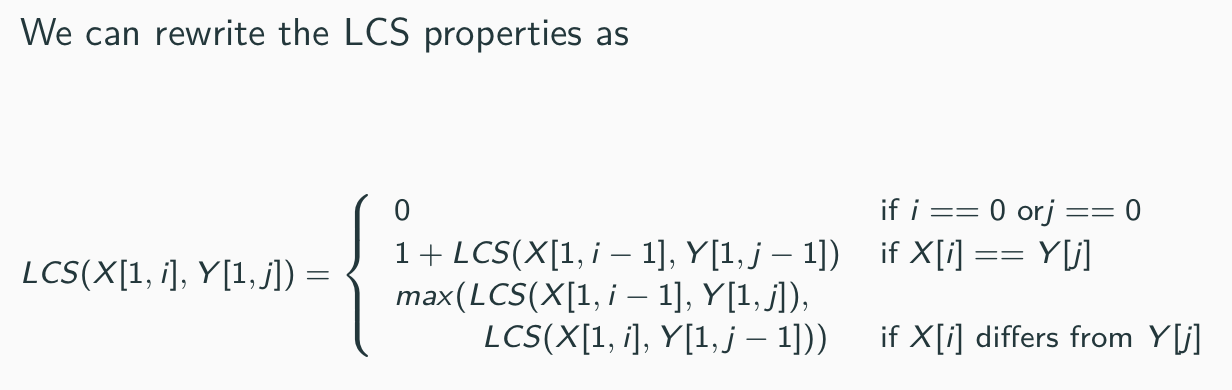 We can rewrite the LCS properties as
0 if i == 0 orj == 0
1 + LCS(X[1, i − 1], Y[1, j − 1]) if X[i] == Y[j]
LCS(X[1, i], Y[1, j]) =
max(LCS(X[1, i − 1], Y[1, j]),
LCS(X[1, i], Y[1, j − 1])) if X[i] differs from Y[j]